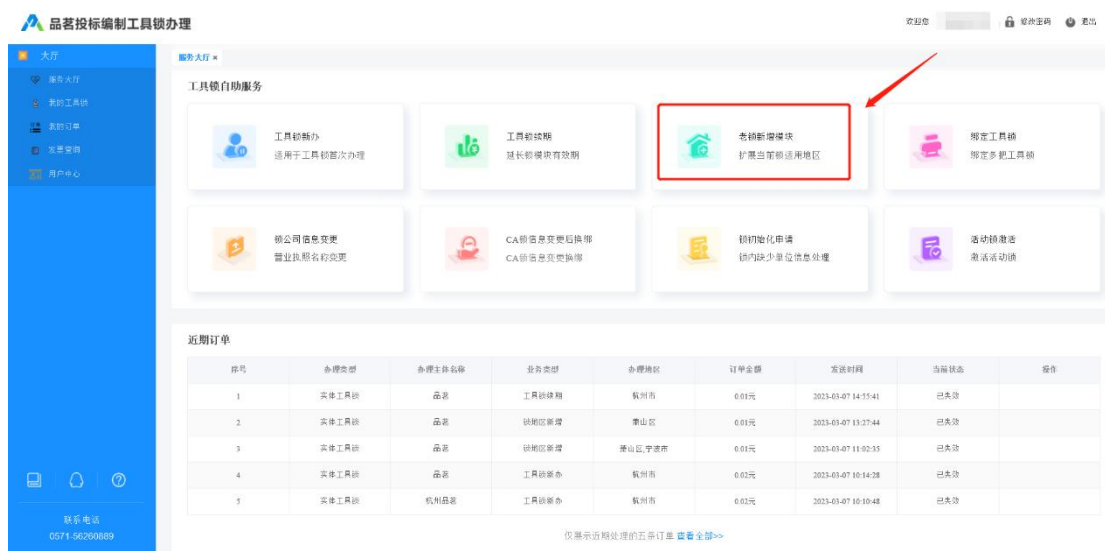 品茗投标编制工具锁办理
欢迎您 修改密码 退出
大厅
服务大厅
我的工具锁
我的订单
发票查询
用户中心
服务大厅 ×
工具锁自助服务
工具锁新办
适用于工具锁首次办理
工具锁续期
延长锁模块有效期
老锁新增模块
扩展当前锁适用地区
绑定工具锁
绑定多把工具锁
锁公司信息变更
营业执照名称变更
CA锁信息变更后换绑
CA锁信息变更换绑
锁初始化申请
锁内缺少单位信息处理
活动锁激活
激活活动锁
近期订单
序号 办理类型 办理主体名称 业务类型 办理地区 订单金额 发送时间 当前状态 操作
1 实体工具锁 品茗 工具锁续期 杭州市 0.01元 2023-03-07 14:55:41 已失效
2 实体工具锁 品茗 锁地区新增 萧山区 0.01元 2023-03-07 13:27:44 已失效
3 实体工具锁 品茗 锁地区新增 萧山区,宁波市 0.01元 2023-03-07 11:02:35 已失效
4 实体工具锁 品茗 工具锁新办 杭州市 0.02元 2023-03-07 10:14:28 已失效
5 实体工具锁 杭州品茗 工具锁新办 杭州市 0.02元 2023-03-07 10:10:48 已失效
仅展示近期处理的五条订单 查看全部>>
联系电话
0571-56260889